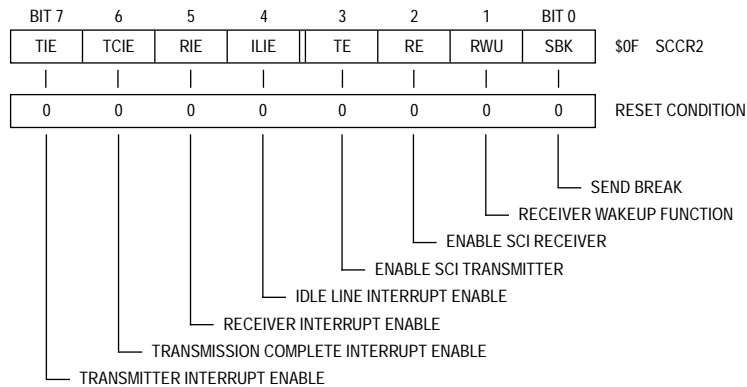 BIT 7 6 5 4 3 2 1 BIT 0
TIE TCIE RIE ILIE TE RE RWU SBK $0F SCCR2
0 0 0 0 0 0 0 0 RESET CONDITION
SEND BREAK
RECEIVER WAKEUP FUNCTION
ENABLE SCI RECEIVER
ENABLE SCI TRANSMITTER
IDLE LINE INTERRUPT ENABLE
RECEIVER INTERRUPT ENABLE
TRANSMISSION COMPLETE INTERRUPT ENABLE
TRANSMITTER INTERRUPT ENABLE